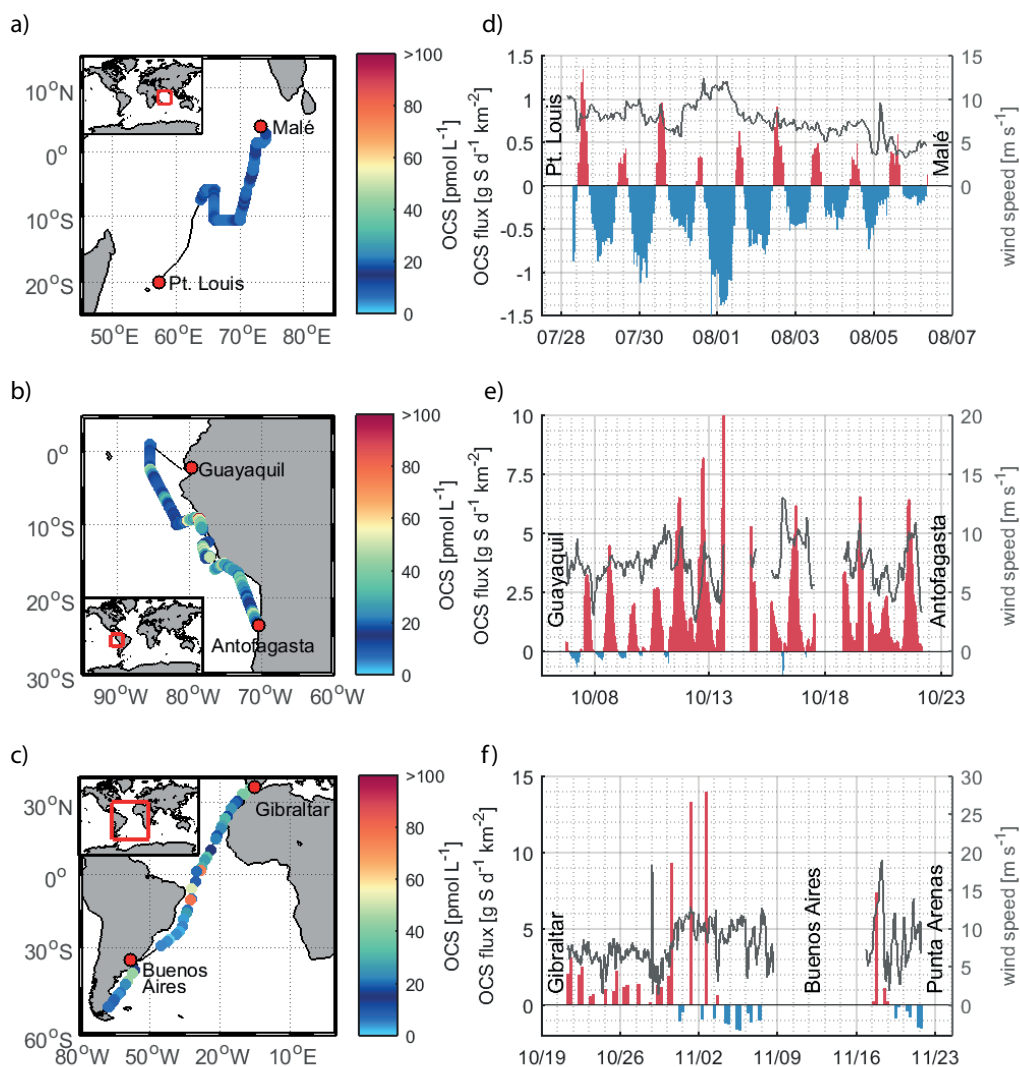 a)
>100
80
60
40
20
0
OCS [pmol L⁻¹]
10°N
0°
10°S
20°S
50°E 60°E 70°E 80°E
Malé
Pt. Louis
d)
1.5
1
0.5
0
-0.5
-1
-1.5
OCS flux [g S d⁻¹ km⁻²]
15
10
5
0
wind speed [m s⁻¹]
Pt. Louis
Malé
07/28 07/30 08/01 08/03 08/05 08/07
b)
>100
80
60
40
20
0
OCS [pmol L⁻¹]
0°
10°S
20°S
30°S
90°W 80°W 70°W 60°W
Guayaquil
Antofagasta
e)
10
7.5
5
2.5
0
OCS flux [g S d⁻¹ km⁻²]
20
15
10
5
0
wind speed [m s⁻¹]
Guayaquil
Antofagasta
10/08 10/13 10/18 10/23
c)
>100
80
60
40
20
0
OCS [pmol L⁻¹]
30°N
0°
30°S
60°S
80°W 50°W 20°W 10°E
Gibraltar
Buenos
Aires
f)
15
10
5
0
OCS flux [g S d⁻¹ km⁻²]
30
25
20
15
10
5
0
wind speed [m s⁻¹]
Gibraltar
Buenos Aires
Punta Arenas
10/19 10/26 11/02 11/09 11/16 11/23